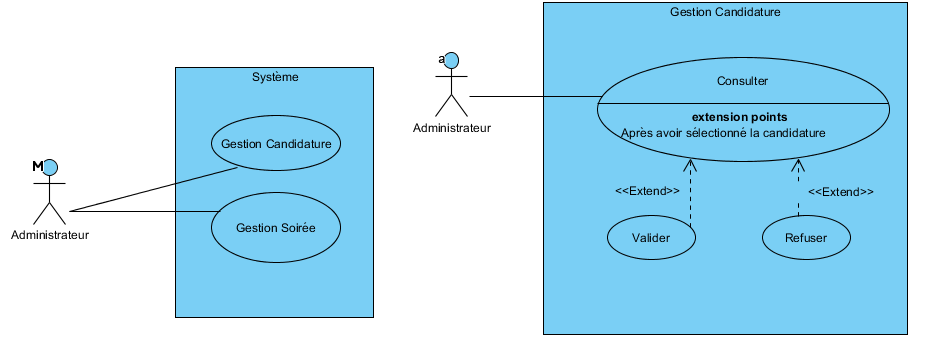 Système
Gestion Candidature
Gestion Soirée
M
Administrateur
Gestion Candidature
a
Administrateur
Consulter
extension points
Après avoir sélectionné la candidature
<<Extend>>
<<Extend>>
Valider
Refuser